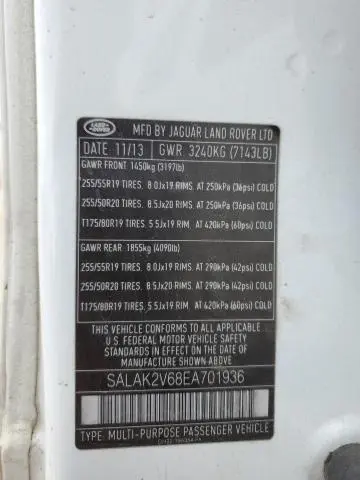 LAND ROVER
MFD BY JAGUAR LAND ROVER LTD
DATE 11/13 GWR 3240KG (7143LB)
GAWR FRONT 1450kg (3197lb)
255/55R19 TIRES, 8.0Jx19 RIMS, AT 250kPa (36psi) COLD
255/50R20 TIRES, 8.5Jx20 RIMS, AT 250kPa (36psi) COLD
T175/80R19 TIRES, 5.5Jx19 RIMS, AT 420kPa (60psi) COLD
GAWR REAR 1855kg (4090lb)
255/55R19 TIRES, 8.0Jx19 RIMS, AT 290kPa (42psi) COLD
255/50R20 TIRES, 8.5Jx20 RIMS, AT 290kPa (42psi) COLD
T175/80R19 TIRES, 5.5Jx19 RIMS, AT 420kPa (60psi) COLD
THIS VEHICLE CONFORMS TO ALL APPLICABLE
U.S. FEDERAL MOTOR VEHICLE SAFETY
STANDARDS IN EFFECT ON THE DATE OF
MANUFACTURE SHOWN ABOVE
SALAK2V68EA701936
TYPE: MULTI-PURPOSE PASSENGER VEHICLE